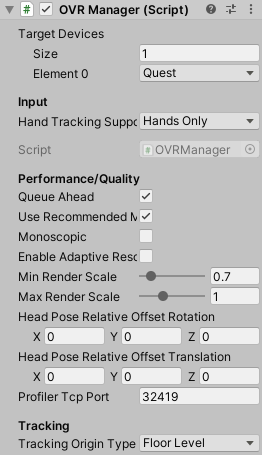 OVR Manager (Script)
Target Devices
Size 1
Element 0 Quest
Input
Hand Tracking Suppo Hands Only
Script OVRManager
Performance/Quality
Queue Ahead
Use Recommended M
Monoscopic
Enable Adaptive Reso
Min Render Scale 0.7
Max Render Scale 1
Head Pose Relative Offset Rotation
X 0 Y 0 Z 0
Head Pose Relative Offset Translation
X 0 Y 0 Z 0
Profiler Tcp Port 32419
Tracking
Tracking Origin Type Floor Level